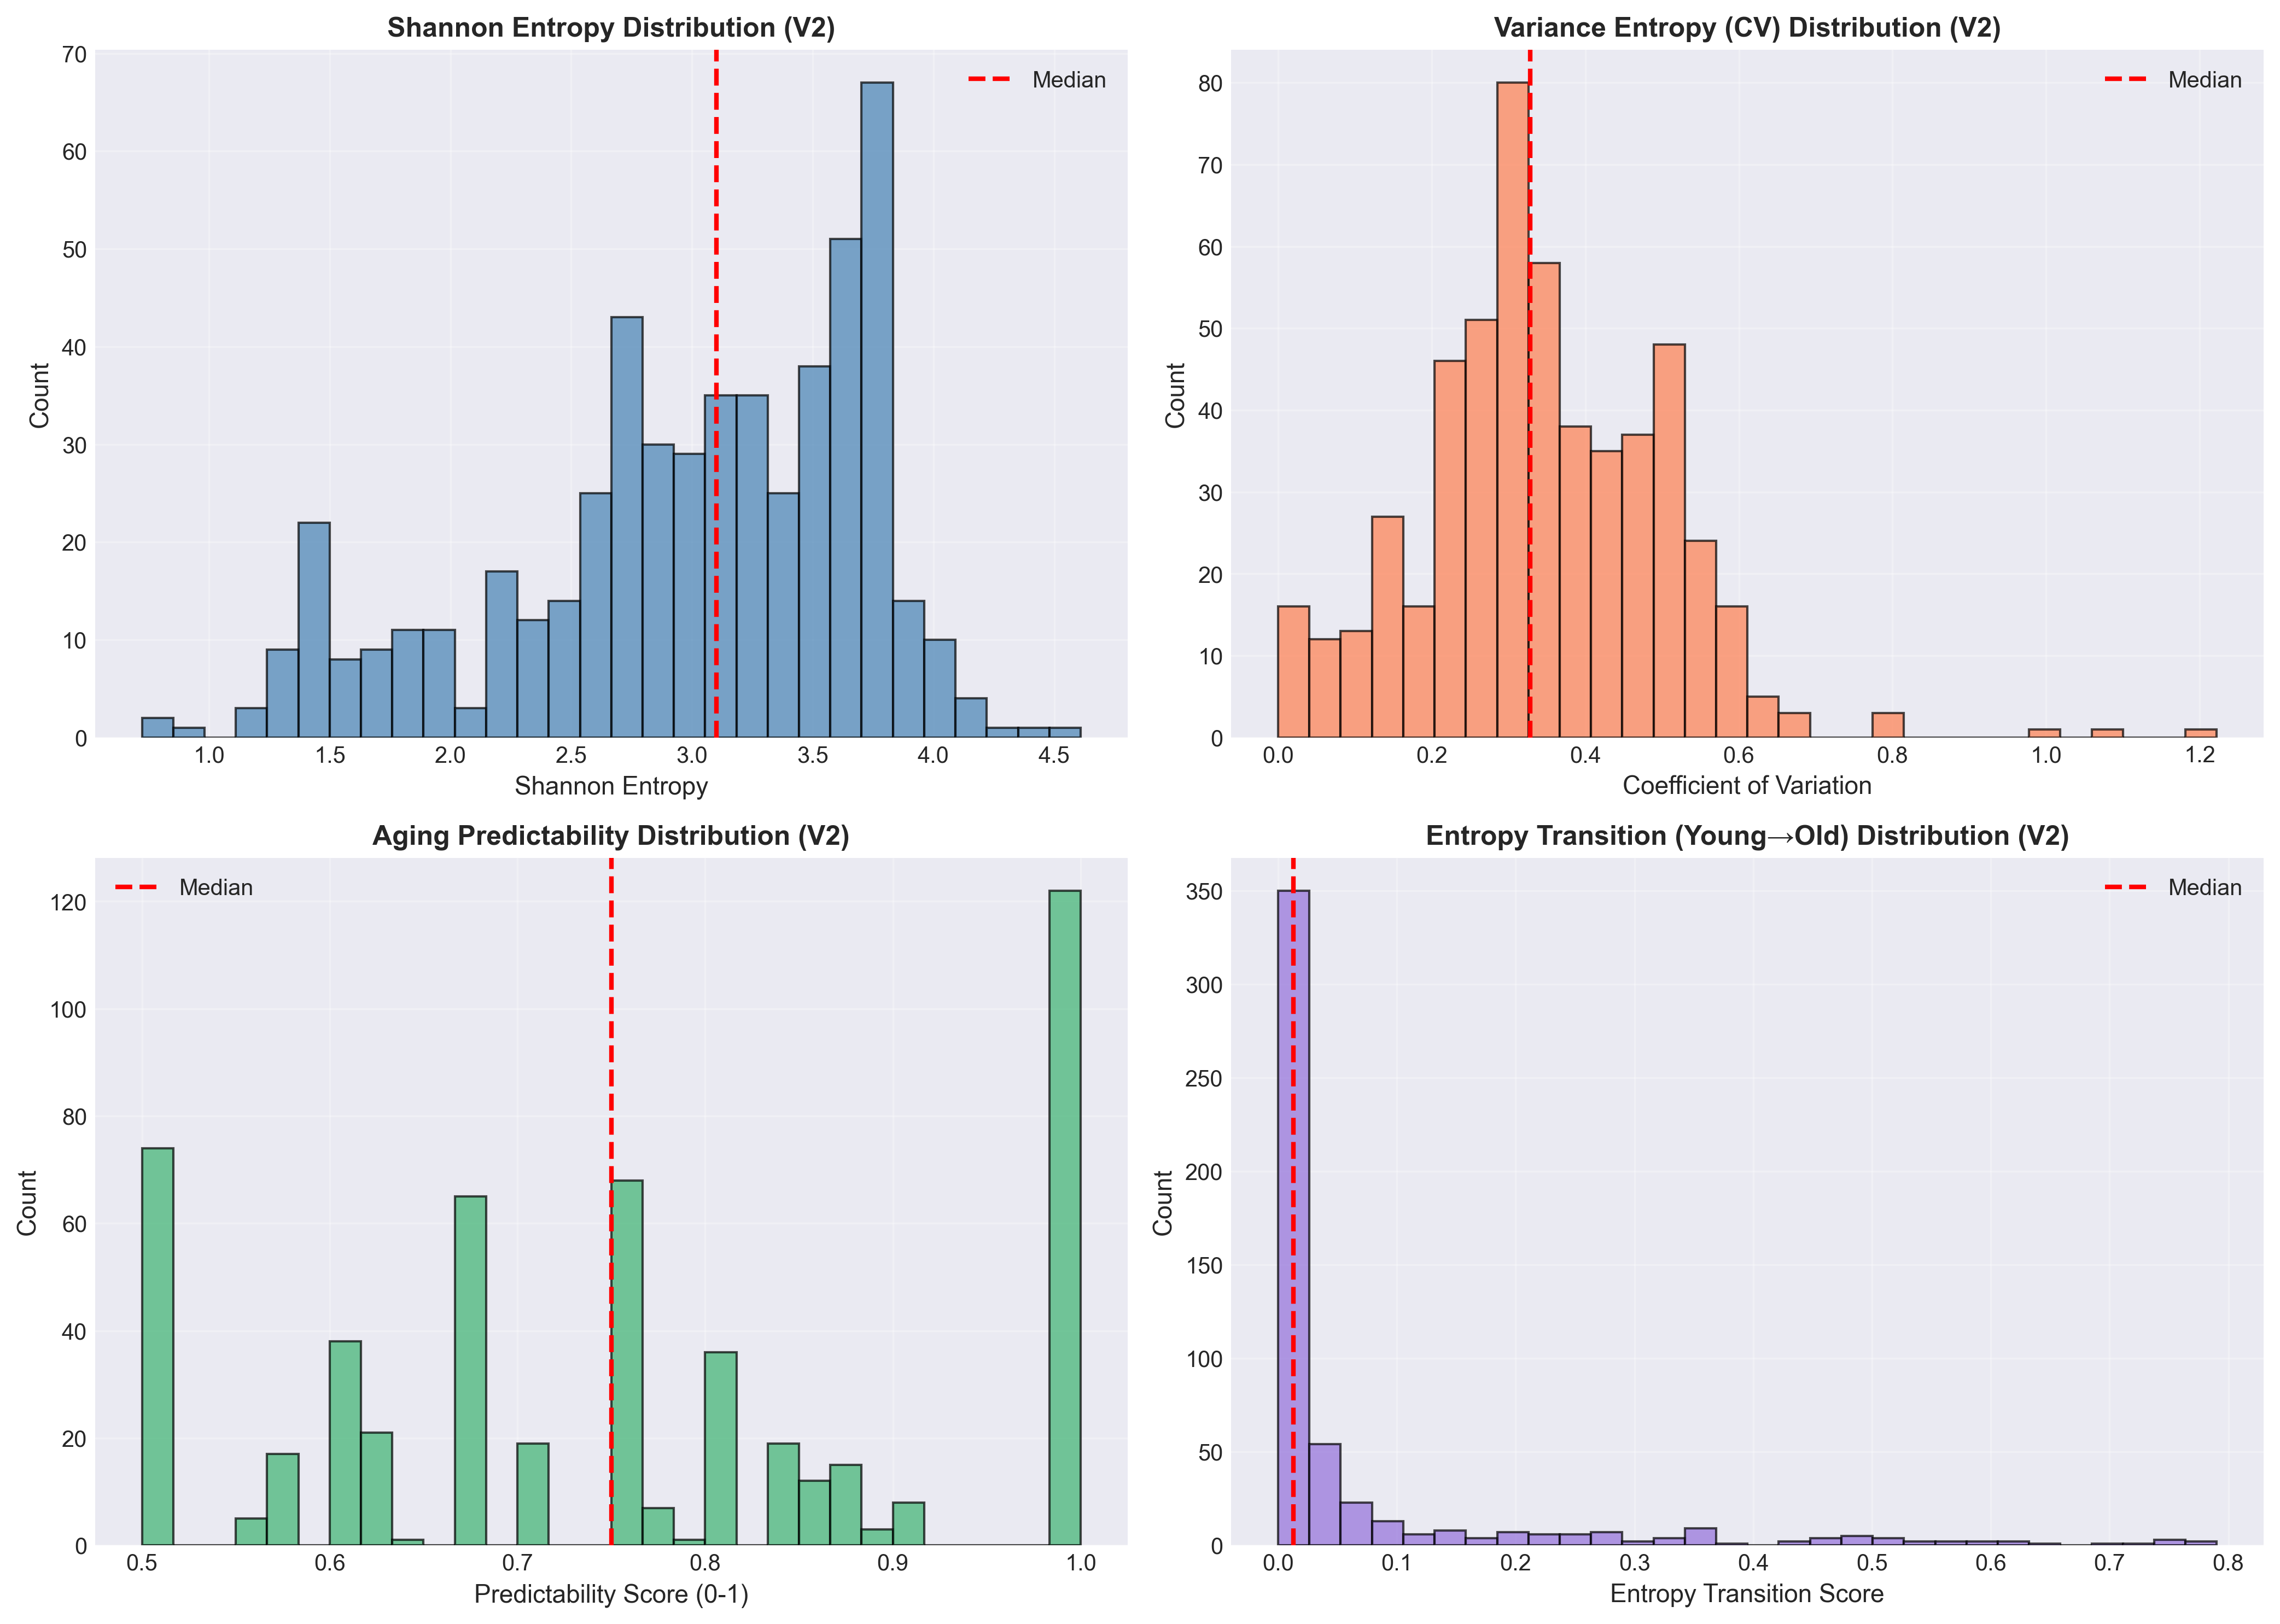 Shannon Entropy Distribution (V2)
Median
70
60
50
40
30
20
10
0
Count
1.0 1.5 2.0 2.5 3.0 3.5 4.0 4.5
Shannon Entropy
Variance Entropy (CV) Distribution (V2)
Median
80
70
60
50
40
30
20
10
0
Count
0.0 0.2 0.4 0.6 0.8 1.0 1.2
Coefficient of Variation
Aging Predictability Distribution (V2)
Median
120
100
80
60
40
20
0
Count
0.5 0.6 0.7 0.8 0.9 1.0
Predictability Score (0-1)
Entropy Transition (Young→Old) Distribution (V2)
Median
350
300
250
200
150
100
50
0
Count
0.0 0.1 0.2 0.3 0.4 0.5 0.6 0.7 0.8
Entropy Transition Score